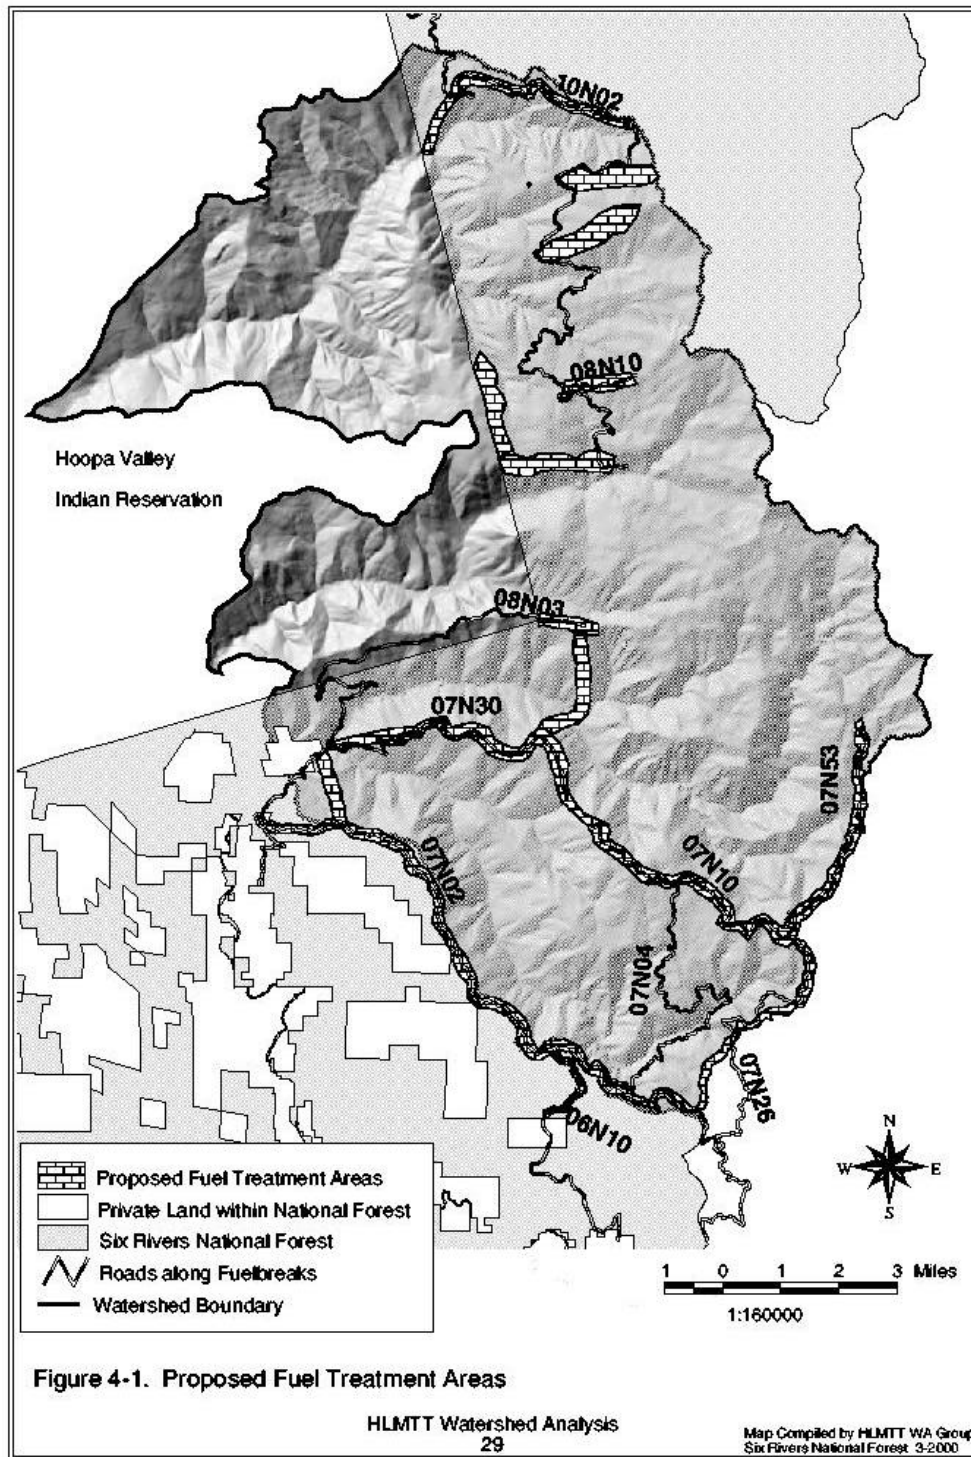 10N02
08N10
Hoopa Valley
Indian Reservation
08N03
07N30
07N53
07N02
07N10
07N04
07N26
06N10
N
W E
S
Proposed Fuel Treatment Areas
Private Land within National Forest
Six Rivers National Forest
Roads along Fuelbreaks
Watershed Boundary
1 0 1 2 3 Miles
1:160000
Figure 4-1. Proposed Fuel Treatment Areas
HLMTT Watershed Analysis
29
Map Compiled by HLMTT WA Group
Six Rivers National Forest 3-2000